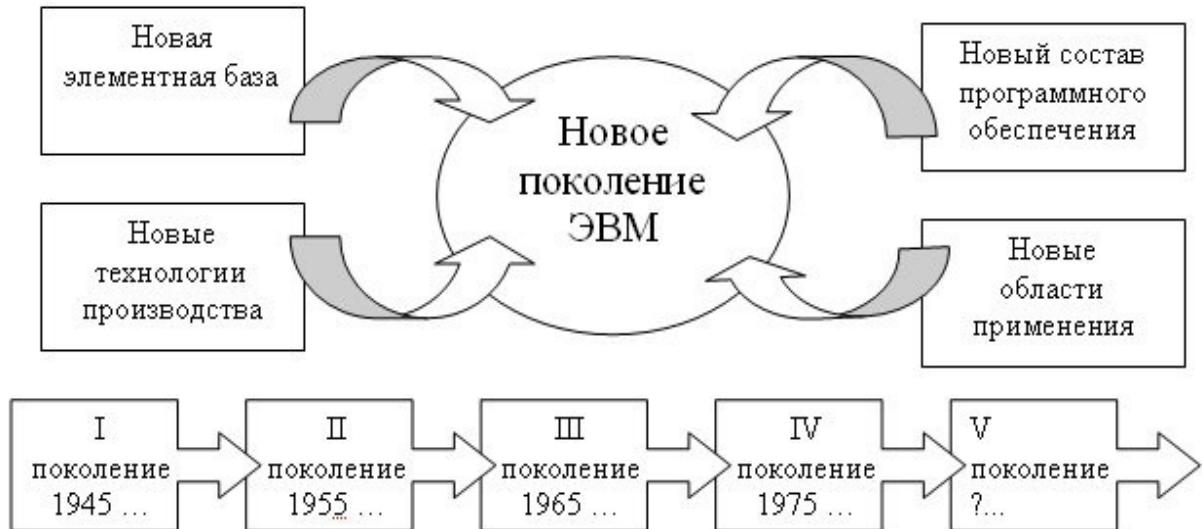 Новая
элементная база
Новый состав
программного
обеспечения
Новое
поколение
ЭВМ
Новые
технологии
производства
Новые
области
применения
I
поколение
1945 ...
II
поколение
1955 ...
III
поколение
1965 ...
IV
поколение
1975 ...
V
поколение
?...